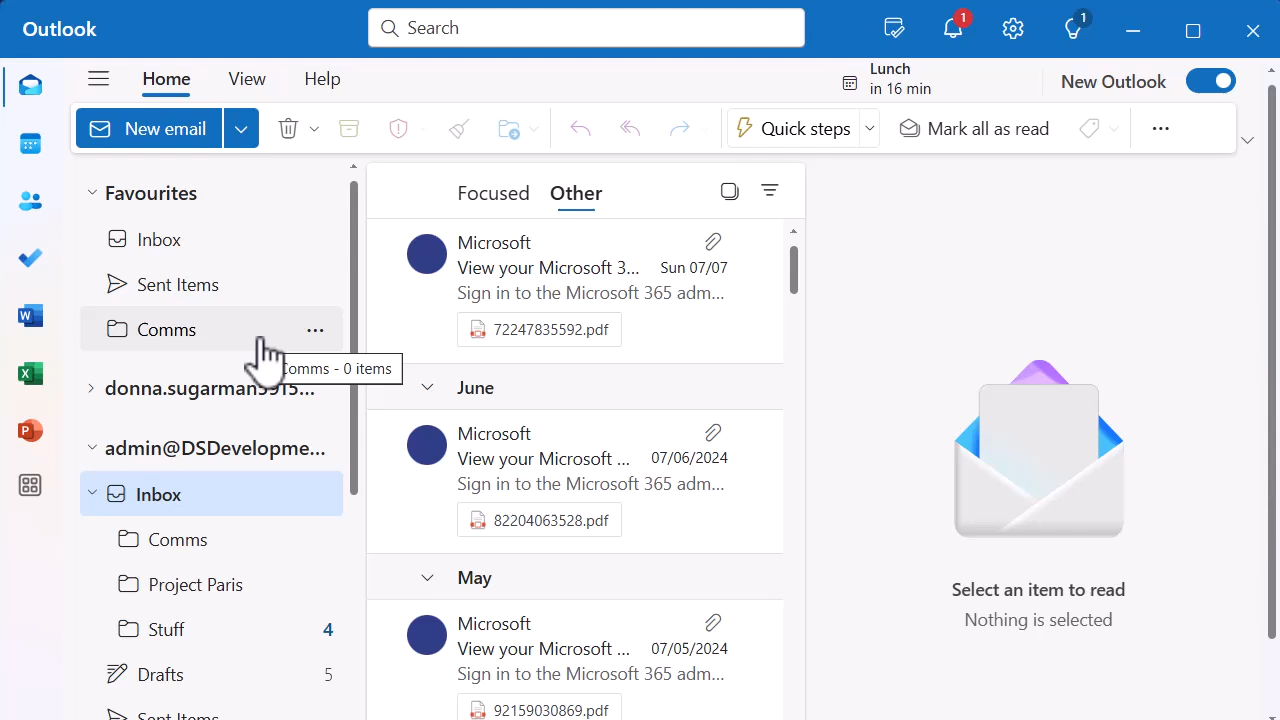 Outlook
Search
1
1
Home
View
Help
Lunch
in 16 min
New Outlook
New email
Quick steps
Mark all as read
Favourites
Inbox
Sent Items
Comms
Comms - 0 items
donna.sugarman5915...
admin@DSDevelopme...
Inbox
Comms
Project Paris
Stuff 4
Drafts 5
Sent Items
Focused
Other
Microsoft
View your Microsoft 3... Sun 07/07
Sign in to the Microsoft 365 adm...
72247835592.pdf
June
Microsoft
View your Microsoft ... 07/06/2024
Sign in to the Microsoft 365 adm...
82204063528.pdf
May
Microsoft
View your Microsoft ... 07/05/2024
Sign in to the Microsoft 365 adm...
92159030869.pdf
Select an item to read
Nothing is selected